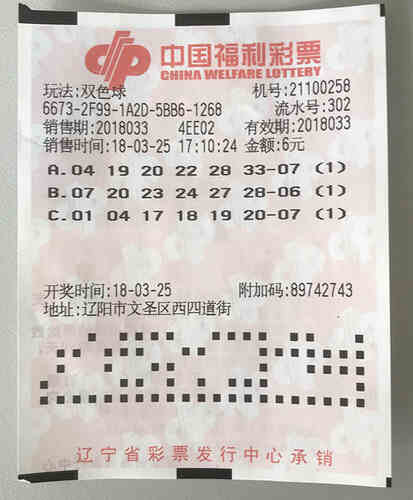 中国福利彩票
CHINA WELFARE LOTTERY
玩法:双色球 机号:21100258
6673-2F99-1A2D-5BB6-1268 流水号:302
销售期:2018033 4EE02 有效期:2018033
销售时间:18-03-25 17:10:24 金额:6元
A.04 19 20 22 28 33-07 (1)
B.07 20 23 24 27 28-06 (1)
C.01 04 17 18 19 20-07 (1)
开奖时间:18-03-25 附加码:89742743
地址:辽阳市文圣区西四道街
辽宁省彩票发行中心承销